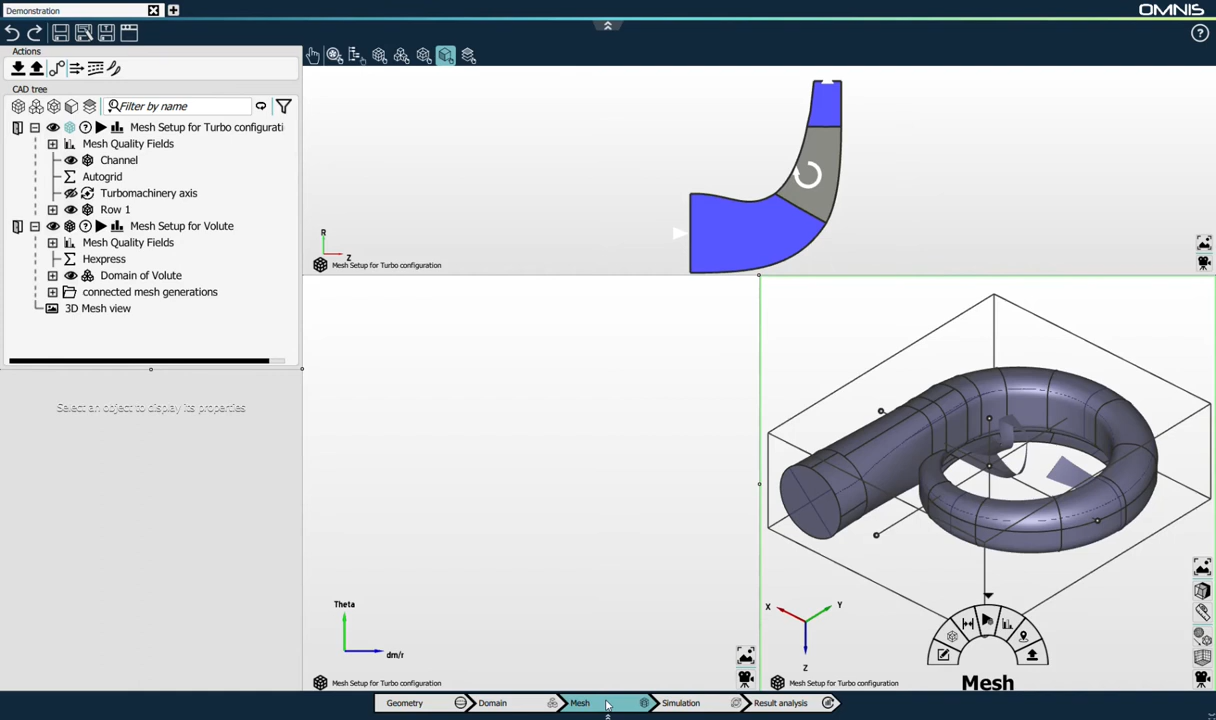 Demonstration
OMNIS
Actions
CAD tree
Filter by name
Mesh Setup for Turbo configurati
Mesh Quality Fields
Channel
Autogrid
Turbomachinery axis
Row 1
Mesh Setup for Volute
Mesh Quality Fields
Hexpress
Domain of Volute
connected mesh generations
3D Mesh view
Select an object to display its properties
R
Z
Mesh Setup for Turbo configuration
Theta
dm/r
Mesh Setup for Turbo configuration
X
Y
Z
Mesh Setup for Turbo configuration
Mesh
Geometry
Domain
Mesh
Simulation
Result analysis